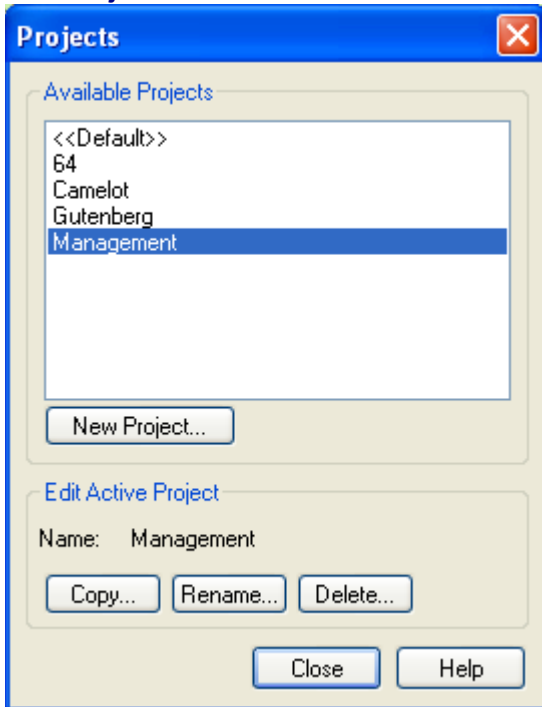 Projects
Available Projects
<<Default>>
64
Camelot
Gutenberg
Management
New Project...
Edit Active Project
Name: Management
Copy... Rename... Delete...
Close Help